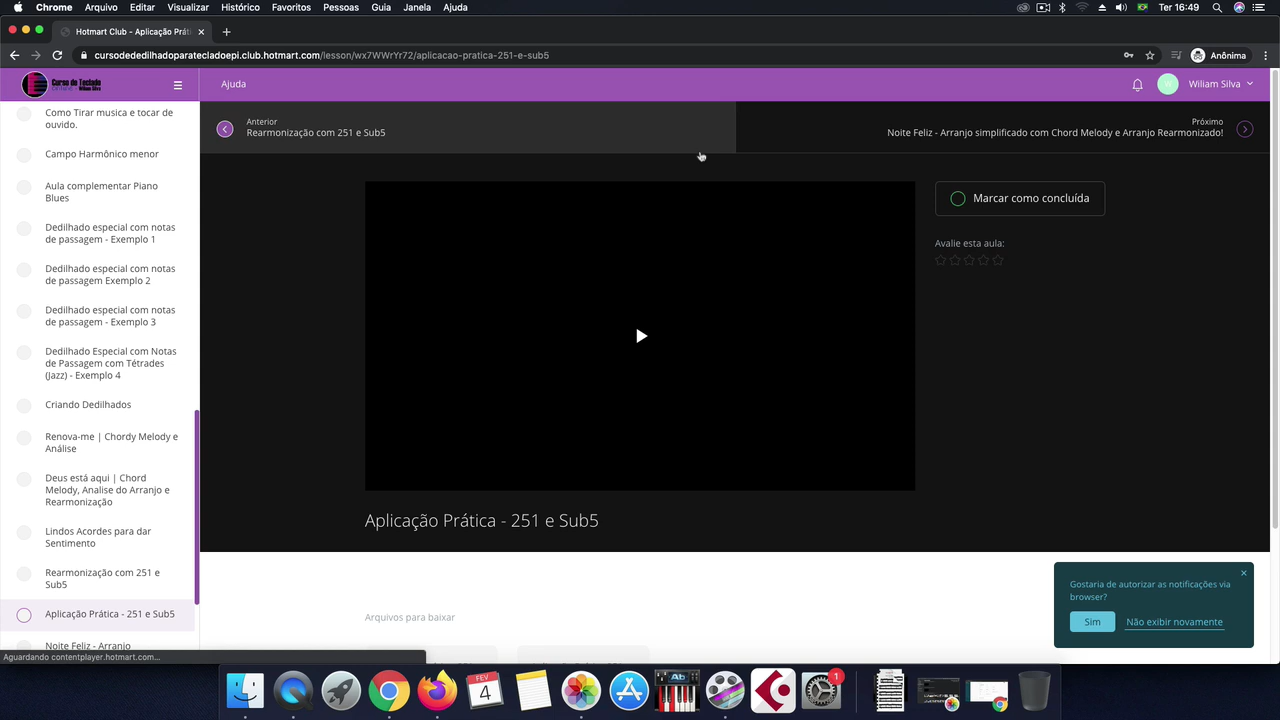 Chrome Arquivo Editar Visualizar Histórico Favoritos Pessoas Guia Janela Ajuda
Ter 16:49
Hotmart Club - Aplicação Prát
cursodededilhadoparatecladoepi.club.hotmart.com/lesson/wx7WWrYr72/aplicacao-pratica-251-e-sub5
Anônima
Curso de Teclado
Wiliam Silva
Ajuda
Wiliam Silva
Anterior
Rearmonização com 251 e Sub5
Próximo
Noite Feliz - Arranjo simplificado com Chord Melody e Arranjo Rearmonizado!
Como Tirar musica e tocar de
ouvido.
Campo Harmônico menor
Aula complementar Piano
Blues
Dedilhado especial com notas
de passagem - Exemplo 1
Dedilhado especial com notas
de passagem Exemplo 2
Dedilhado especial com notas
de passagem - Exemplo 3
Dedilhado Especial com Notas
de Passagem com Tétrades
(Jazz) - Exemplo 4
Criando Dedilhados
Renova-me | Chordy Melody e
Análise
Deus está aqui | Chord
Melody, Analise do Arranjo e
Rearmonização
Lindos Acordes para dar
Sentimento
Rearmonização com 251 e
Sub5
Aplicação Prática - 251 e Sub5
Noite Feliz - Arranjo
Aguardando contentplayer.hotmart.com...
Marcar como concluída
Avalie esta aula:
Aplicação Prática - 251 e Sub5
Arquivos para baixar
Gostaria de autorizar as notificações via
browser?
Sim
Não exibir novamente
FEV
4
Ab
1